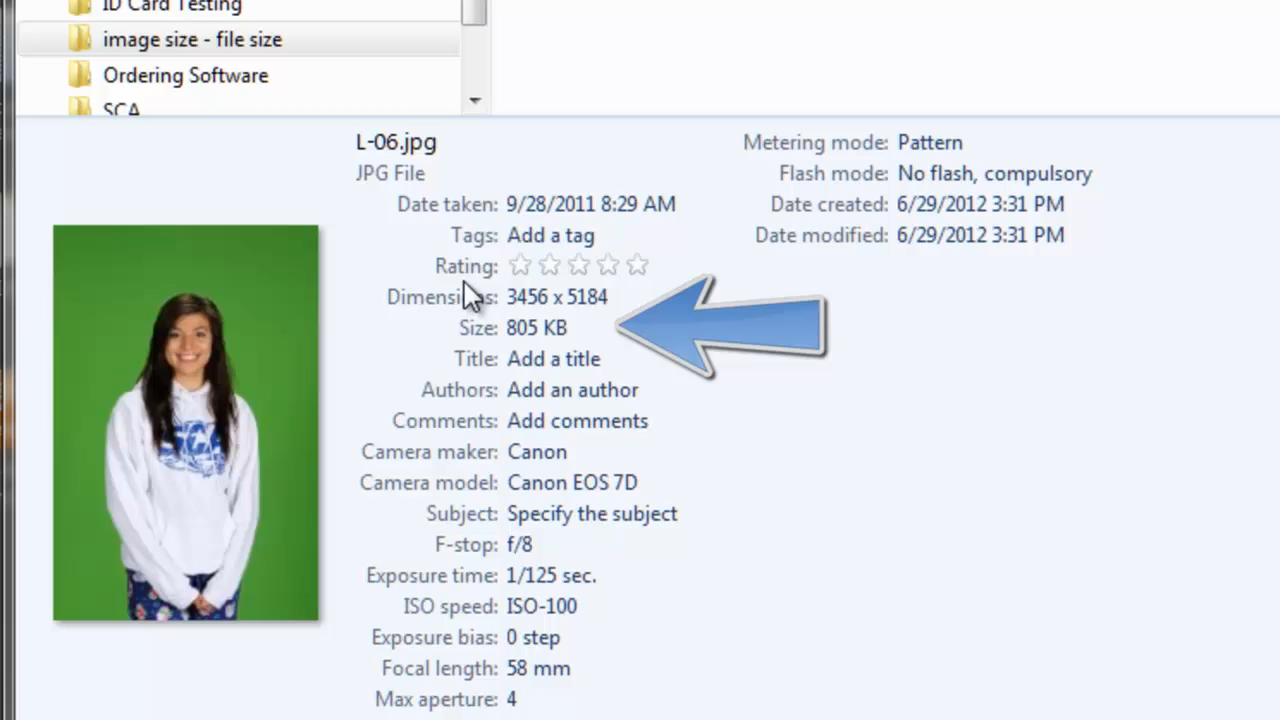 ID Card Testing
image size - file size
Ordering Software
SCA
L-06.jpg
JPG File
Date taken: 9/28/2011 8:29 AM
Tags: Add a tag
Rating:
Dimensions: 3456 x 5184
Size: 805 KB
Title: Add a title
Authors: Add an author
Comments: Add comments
Camera maker: Canon
Camera model: Canon EOS 7D
Subject: Specify the subject
F-stop: f/8
Exposure time: 1/125 sec.
ISO speed: ISO-100
Exposure bias: 0 step
Focal length: 58 mm
Max aperture: 4
Metering mode: Pattern
Flash mode: No flash, compulsory
Date created: 6/29/2012 3:31 PM
Date modified: 6/29/2012 3:31 PM